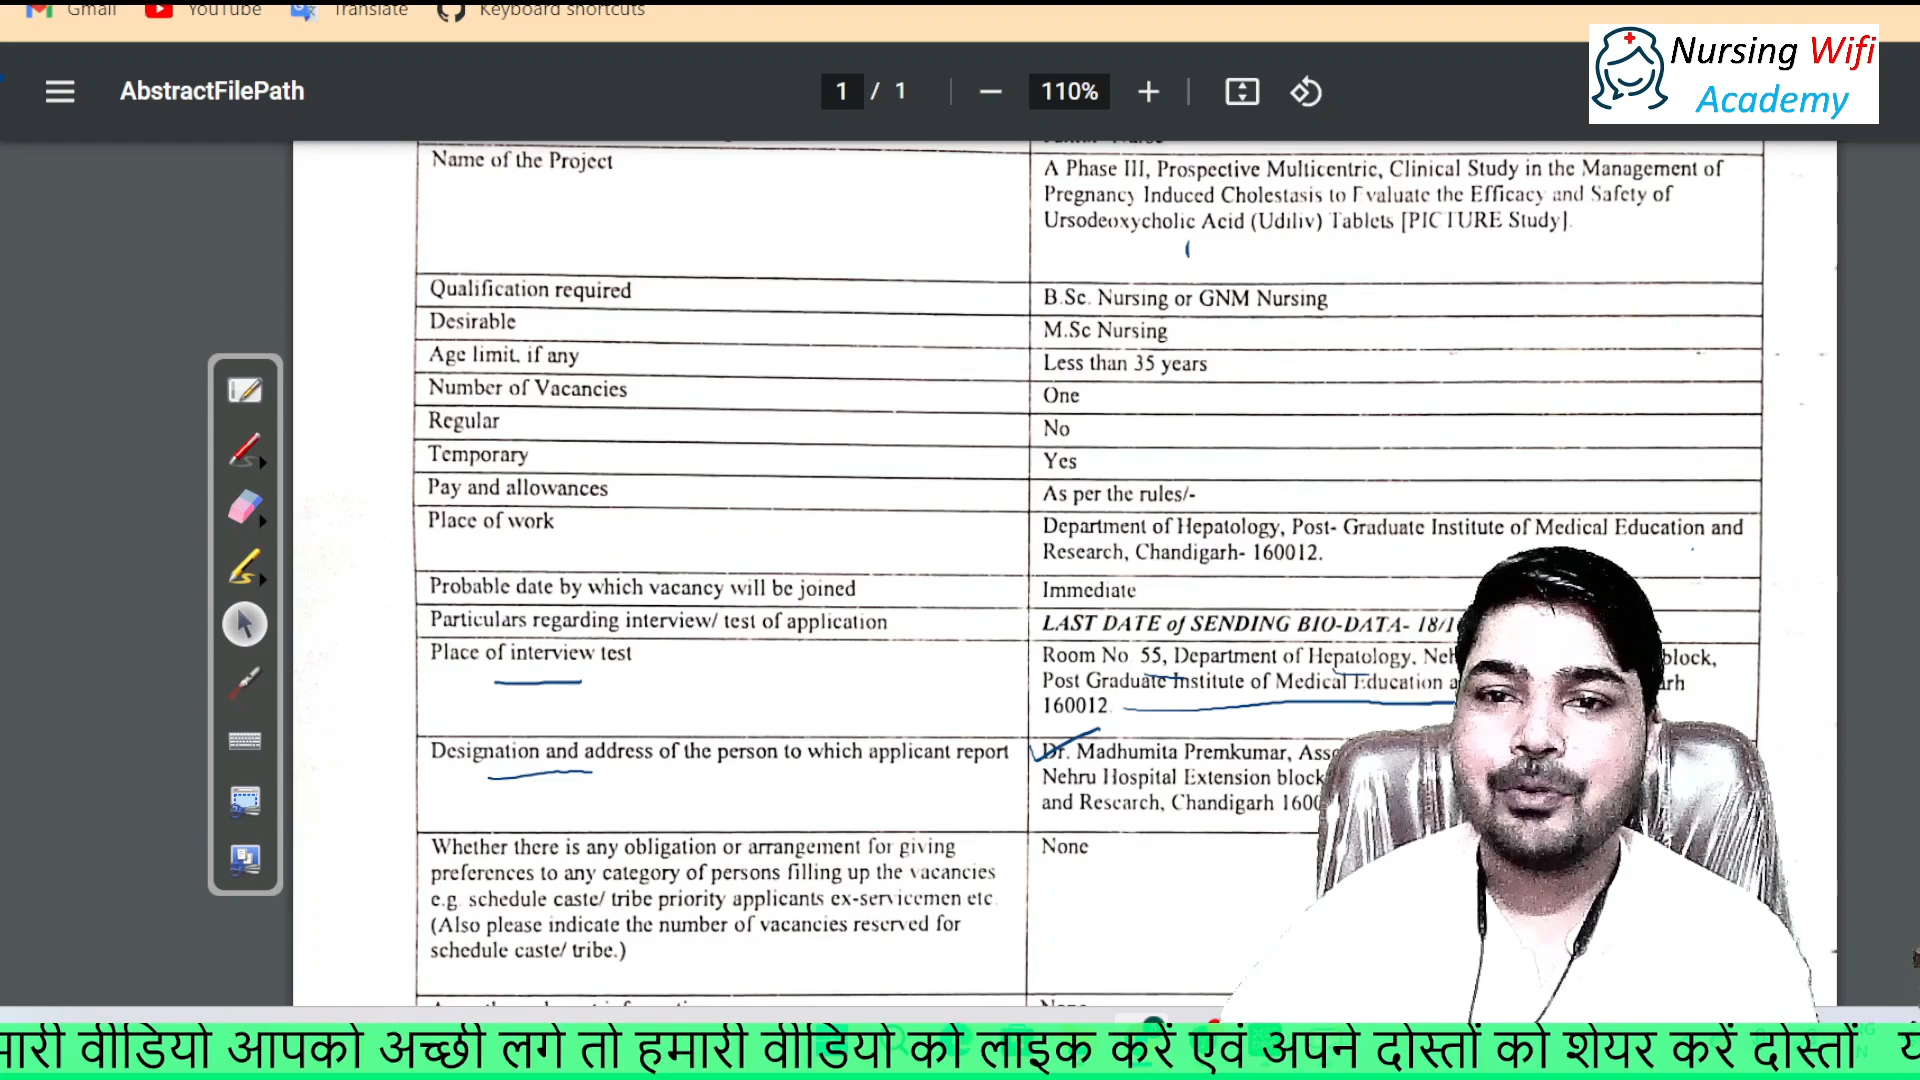 Gmail YouTube Translate Keyboard shortcuts
Nursing Wifi
Academy
AbstractFilePath 1 / 1 110%
Name of the Project
A Phase III, Prospective Multicentric, Clinical Study in the Management of
Pregnancy Induced Cholestasis to Evaluate the Efficacy and Safety of
Ursodeoxycholic Acid (Udiliv) Tablets [PICTURE Study].
Qualification required B.Sc. Nursing or GNM Nursing
Desirable M.Sc Nursing
Age limit, if any Less than 35 years
Number of Vacancies One
Regular No
Temporary Yes
Pay and allowances As per the rules/-
Place of work Department of Hepatology, Post- Graduate Institute of Medical Education and
Research, Chandigarh- 160012.
Probable date by which vacancy will be joined Immediate
Particulars regarding interview/ test of application LAST DATE of SENDING BIO-DATA- 18/1
Place of interview test Room No 55, Department of Hepatology, Neh block,
Post Graduate Institute of Medical Education a rh
160012.
Designation and address of the person to which applicant report Dr. Madhumita Premkumar, Ass
Nehru Hospital Extension block
and Research, Chandigarh 160
Whether there is any obligation or arrangement for giving None
preferences to any category of persons filling up the vacancies
e.g. schedule caste/ tribe priority applicants ex-servicemen etc.
(Also please indicate the number of vacancies reserved for
schedule caste/ tribe.)
मारी वीडियो आपको अच्छी लगे तो हमारी वीडियो को लाइक करें एवं अपने दोस्तों को शेयर करें दोस्तों